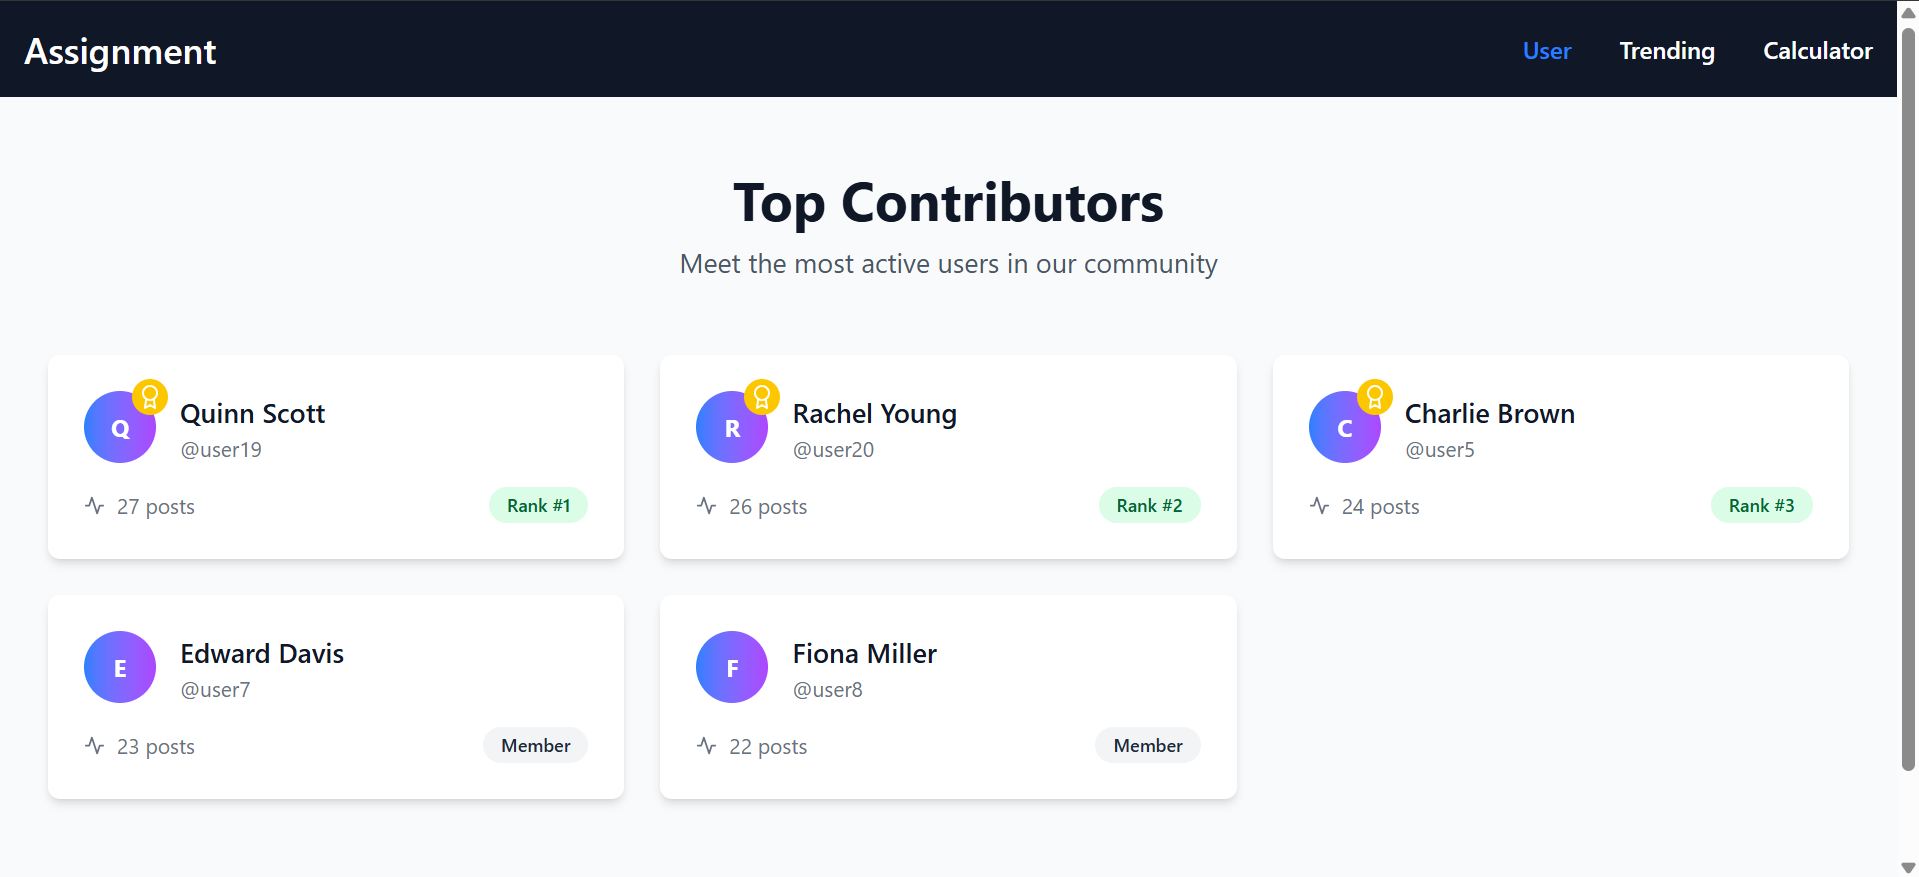 Assignment
User Trending Calculator
Top Contributors
Meet the most active users in our community
Q
Quinn Scott
@user19
27 posts
Rank #1
R
Rachel Young
@user20
26 posts
Rank #2
C
Charlie Brown
@user5
24 posts
Rank #3
E
Edward Davis
@user7
23 posts
Member
F
Fiona Miller
@user8
22 posts
Member